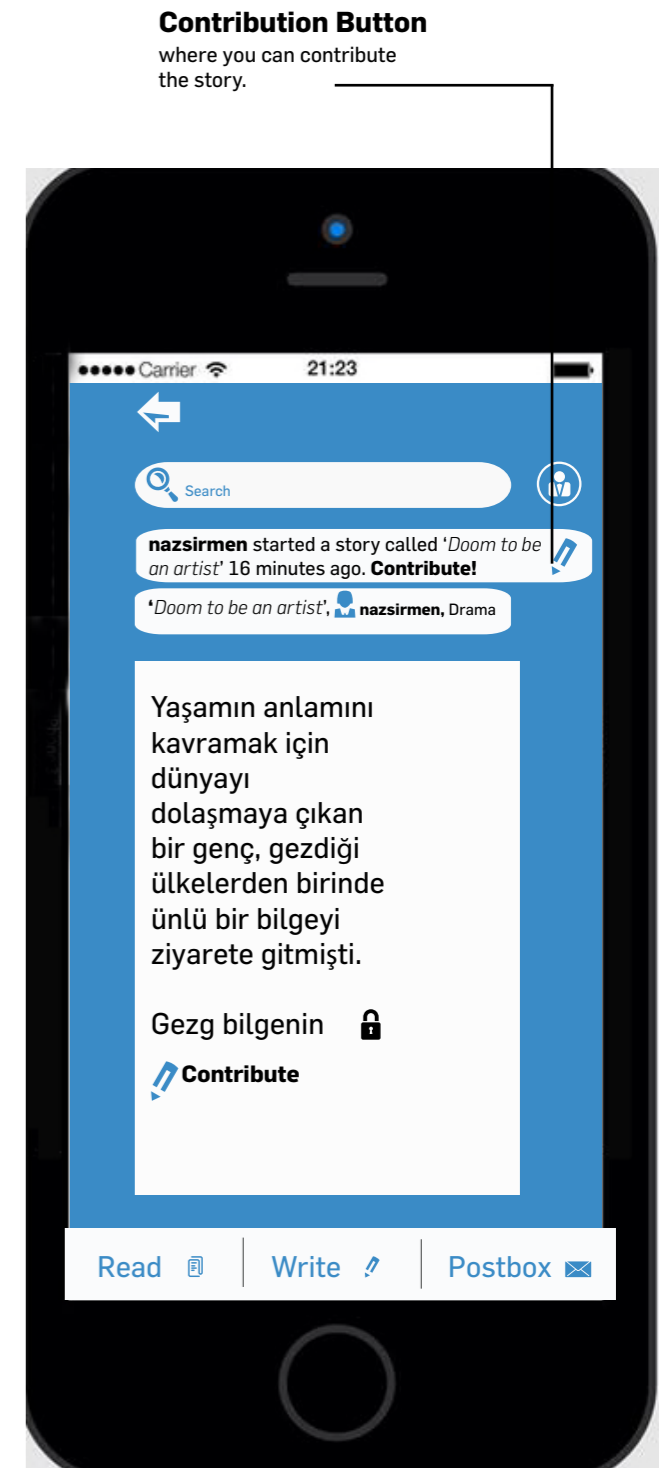 Contribution Button
where you can contribute
the story.
Carrier 21:23
Search
nazsirmen started a story called ‘Doom to be
an artist’ 16 minutes ago. Contribute!
‘Doom to be an artist’, nazsirmen, Drama
Yaşamın anlamını
kavramak için
dünyayı
dolaşmaya çıkan
bir genç, gezdiği
ülkelerden birinde
ünlü bir bilgeyi
ziyarete gitmişti.
Gezg bilgenin
Contribute
Read Write Postbox